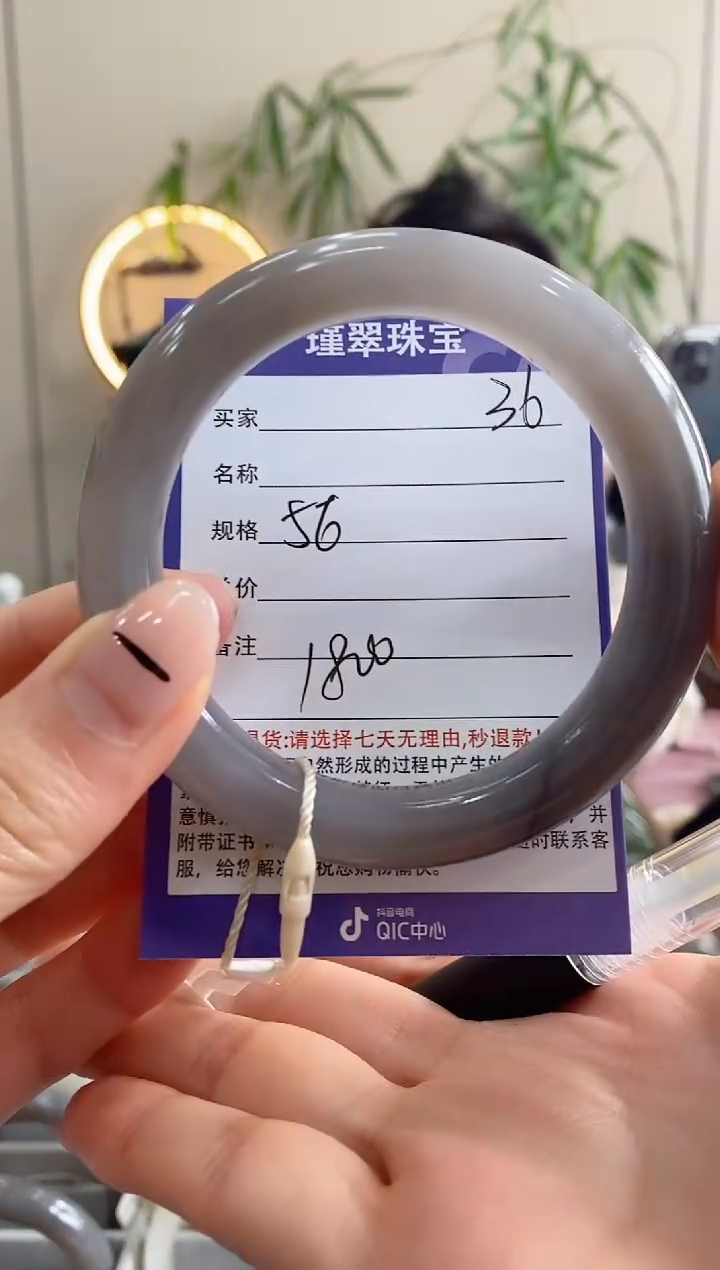 瑾翠珠宝
买家 36
名称
规格 56
价
备注 1800
货:请选择七天无理由,秒退款!
然形成的过程中产生的
意慎
并
附带证书
时联系客
服，给您解决
祝您购物愉快。
抖音电商
QIC中心